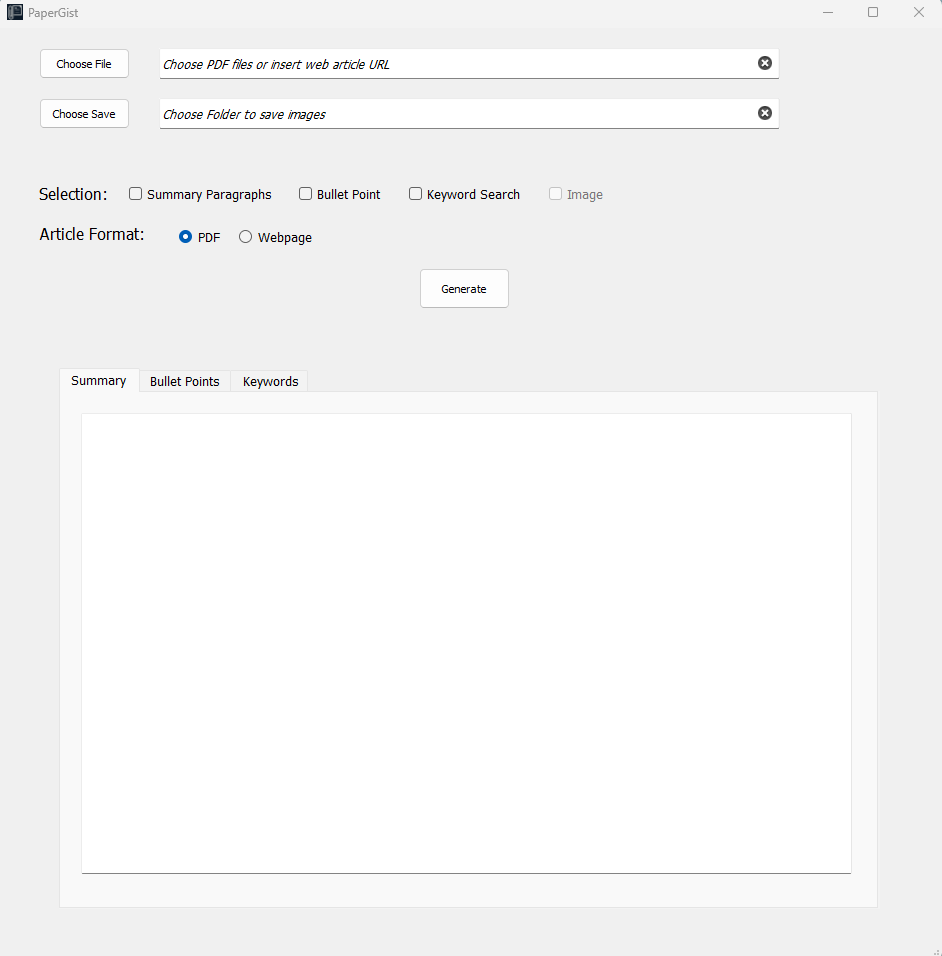 PaperGist
Choose File Choose PDF files or insert web article URL
Choose Save Choose Folder to save images
Selection: Summary Paragraphs Bullet Point Keyword Search Image
Article Format: PDF Webpage
Generate
Summary Bullet Points Keywords